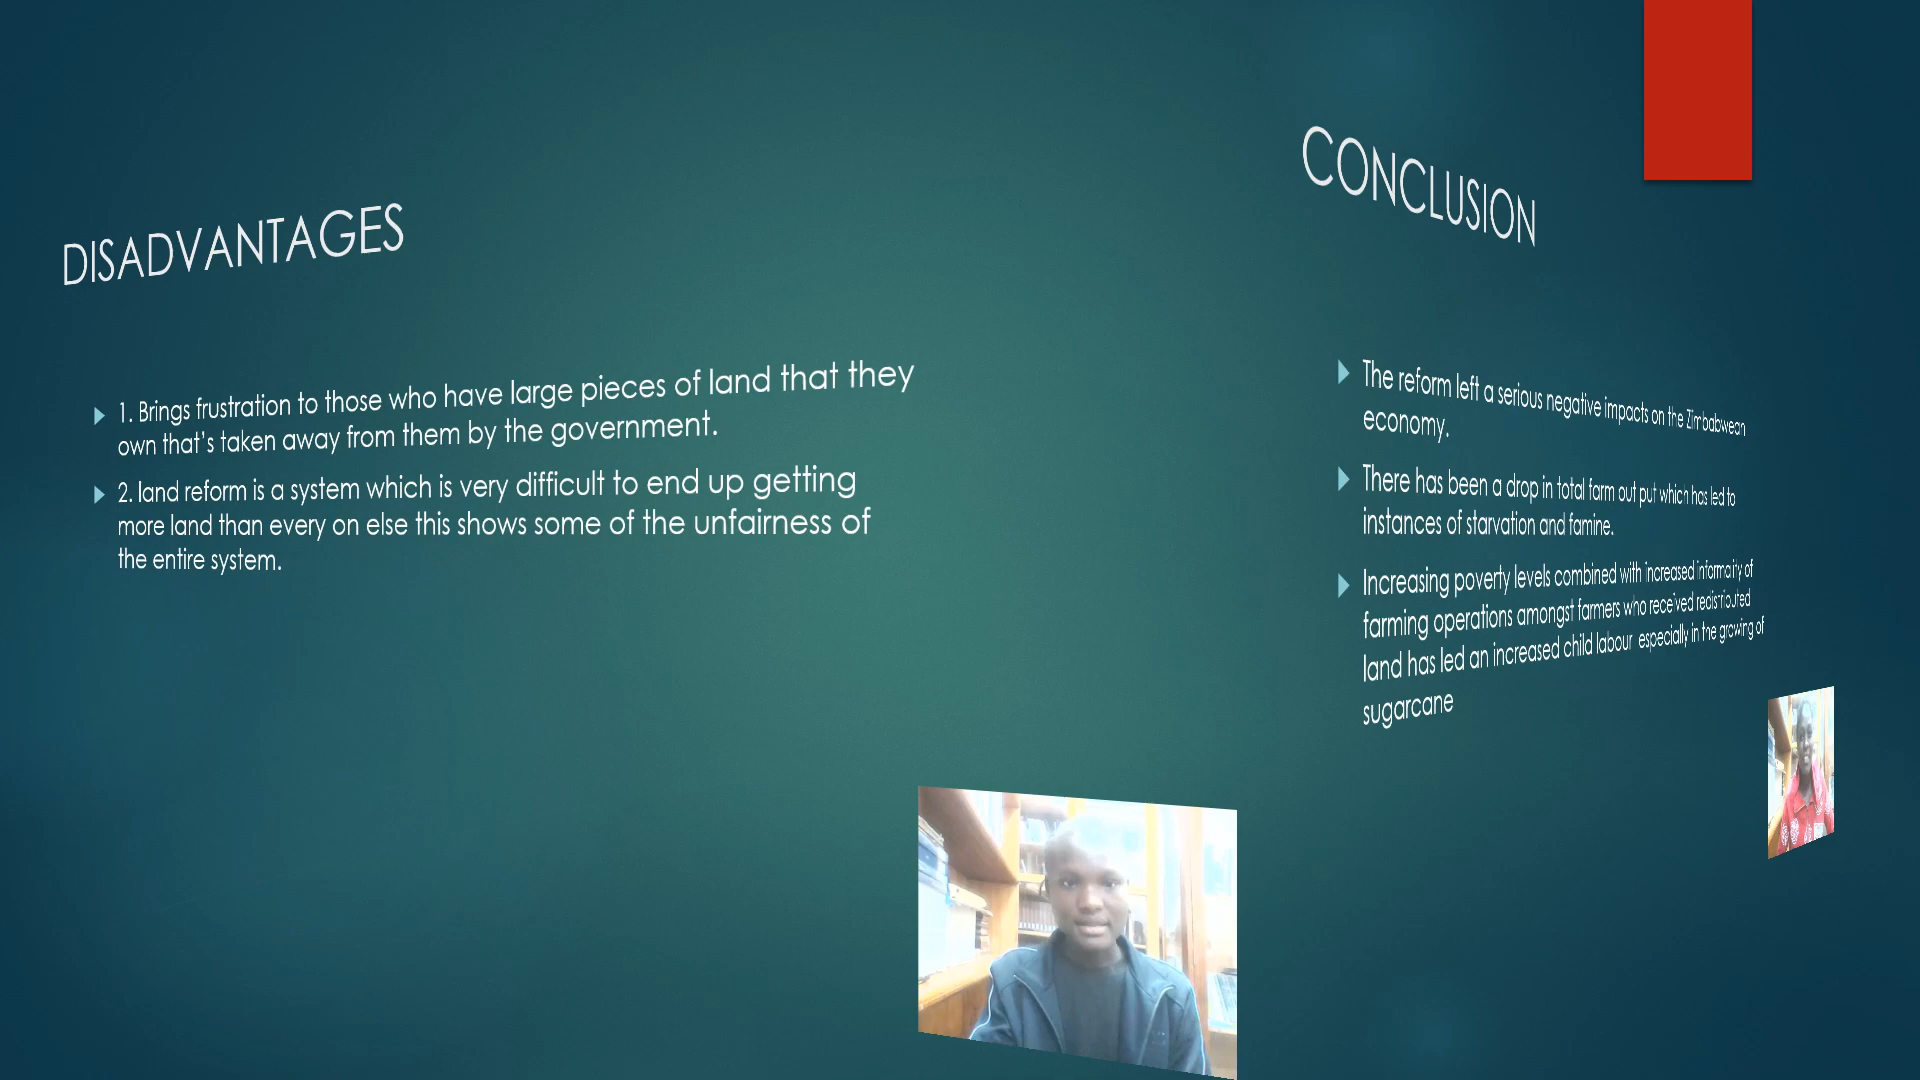 DISADVANTAGES
1. Brings frustration to those who have large pieces of land that they
own that's taken away from them by the government.
2. land reform is a system which is very difficult to end up getting
more land than every on else this shows some of the unfairness of
the entire system.
CONCLUSION
The reform left a serious negative impacts on the Zimbabwean
economy.
There has been a drop in total farm out put which has led to
instances of starvation and famine.
Increasing poverty levels combined with increased informality of
farming operations amongst farmers who received redistributed
land has led an increased child labour especially in the growing of
sugarcane